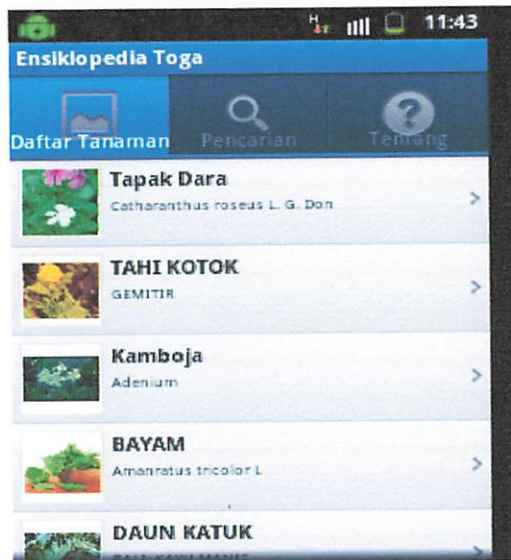 H
11:43
Ensiklopedia Toga
Daftar Tanaman
Pencarian
Tentang
Tapak Dara
Catharanthus roseus L. G. Don
TAHI KOTOK
GEMITIR
Kamboja
Adenium
BAYAM
Amanratus tricolor L
DAUN KATUK